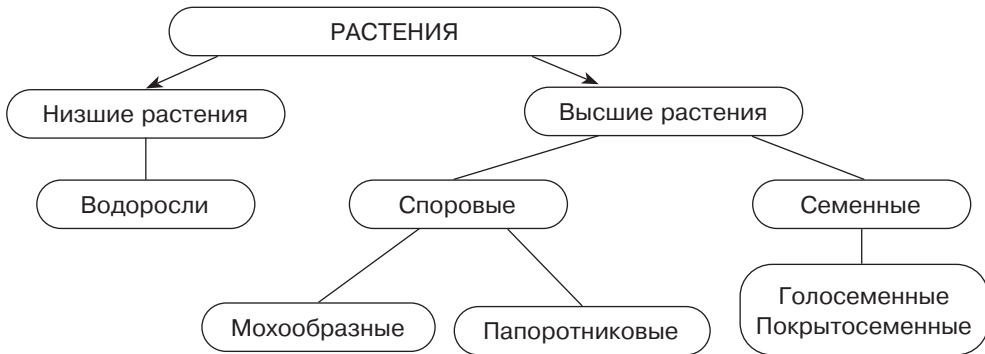 РАСТЕНИЯ
Низшие растения
Высшие растения
Водоросли
Споровые
Семенные
Мохообразные
Папоротниковые
Голосеменные
Покрытосеменные